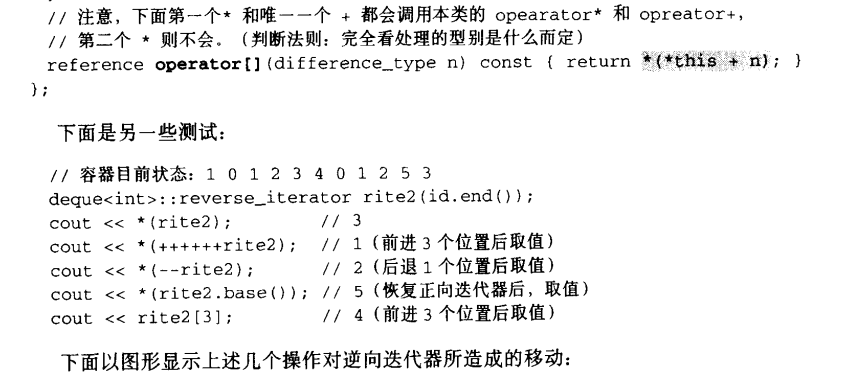 // 注意，下面第一个* 和唯一一个 + 都会调用本类的 opearator* 和 opreator+,
// 第二个 * 则不会。（判断法则：完全看处理的型别是什么而定）
reference operator[](difference_type n) const { return *(*this + n); }
};
下面是另一些测试：
// 容器目前状态：1 0 1 2 3 4 0 1 2 5 3
deque<int>::reverse_iterator rite2(id.end());
cout << *(rite2); // 3
cout << *(++++++rite2); // 1（前进 3 个位置后取值）
cout << *(--rite2); // 2（后退 1 个位置后取值）
cout << *(rite2.base()); // 5（恢复正向迭代器后，取值）
cout << rite2[3]; // 4（前进 3 个位置后取值）
下面以图形显示上述几个操作对逆向迭代器所造成的移动：